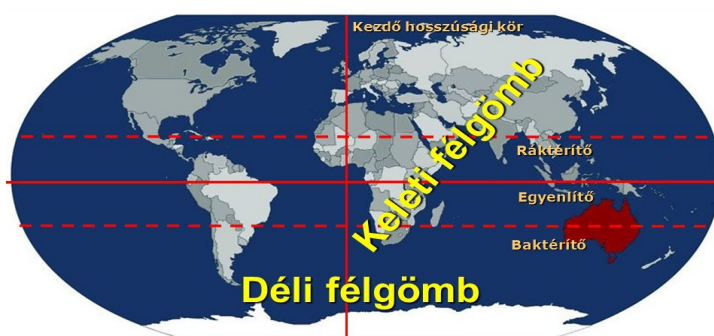 Kezdő hosszúsági kör
Keleti félgömb
Ráktérítő
Egyenlítő
Baktérítő
Déli félgömb